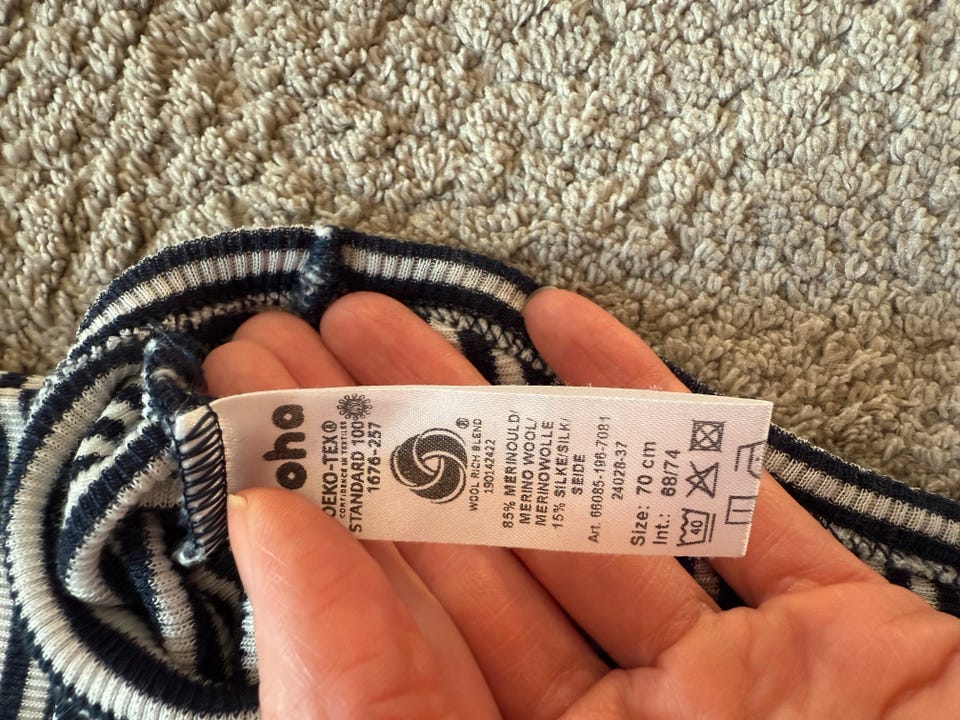 oha
OEKO-TEX®
CONFIDENCE IN TEXTILES
STANDARD 100
1676-257
®
WOOL RICH BLEND
190142422
85% MERINOULD/
MERINO WOOL/
MERINOWOLLE
15% SILKE/SILK/
SEIDE
Art. 66085-196-7081
24028-37
Size: 70 cm
Int.: 68/74
40